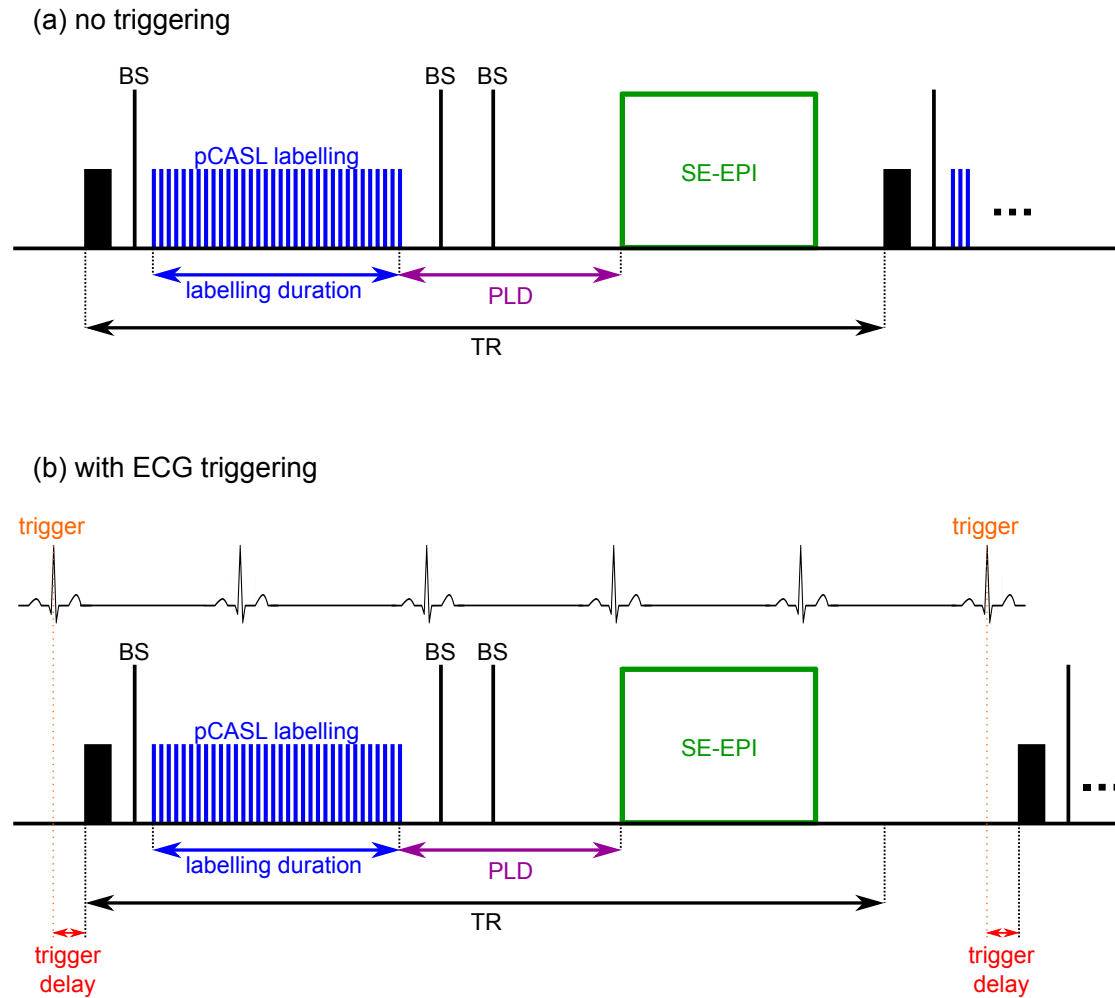 (a) no triggering
BS
BS
BS
pCASL labelling
SE-EPI
...
labelling duration
PLD
TR
(b) with ECG triggering
trigger
trigger
BS
BS
BS
pCASL labelling
SE-EPI
...
labelling duration
PLD
TR
trigger
delay
trigger
delay